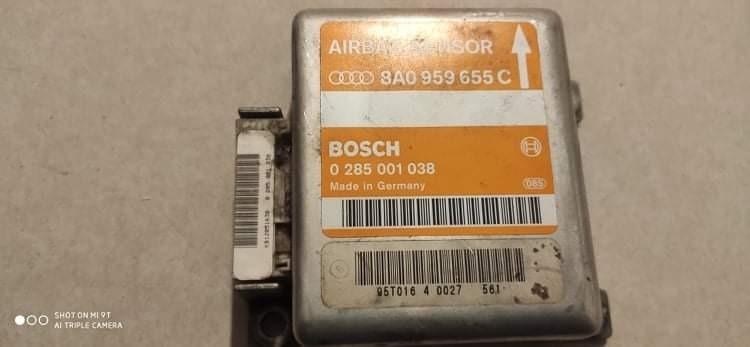 AIRBAG SENSOR
8A0 959 655 C
BOSCH
0 285 001 038
Made in Germany
085
95T016 4 0027 561
SHOT ON MI 9T
AI TRIPLE CAMERA